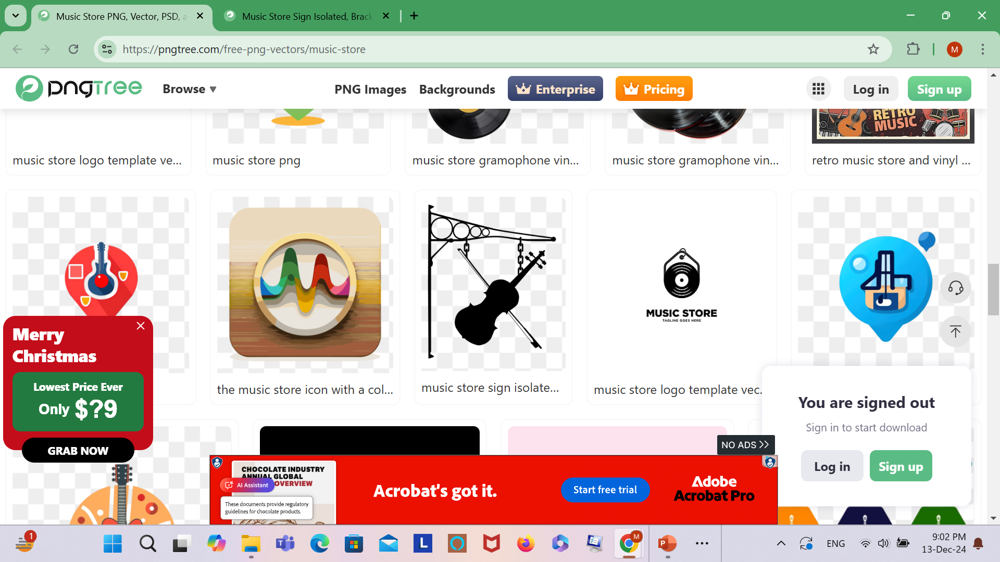 Music Store PNG, Vector, PSD, a
Music Store Sign Isolated, Brack
https://pngtree.com/free-png-vectors/music-store
M
pngtree
Browse ▼
PNG Images
Backgrounds
Enterprise
Pricing
Log in
Sign up
RETRO
MUSIC
music store logo template ve...
music store png
music store gramophone vin...
music store gramophone vin...
retro music store and vinyl ...
MUSIC STORE
TAGLINE GOES HERE
the music store icon with a col...
music store sign isolate...
music store logo template vec.
Merry
Christmas
Lowest Price Ever
Only $?9
GRAB NOW
You are signed out
Sign in to start download
Log in
Sign up
NO ADS
CHOCOLATE INDUSTRY
ANNUAL GLOBAL
OVERVIEW
AI Assistant
These documents provide regulatory
guidelines for chocolate products.
Acrobat's got it.
Start free trial
Adobe
Acrobat Pro
1
T
L
M
P
ENG
9:02 PM
13-Dec-24